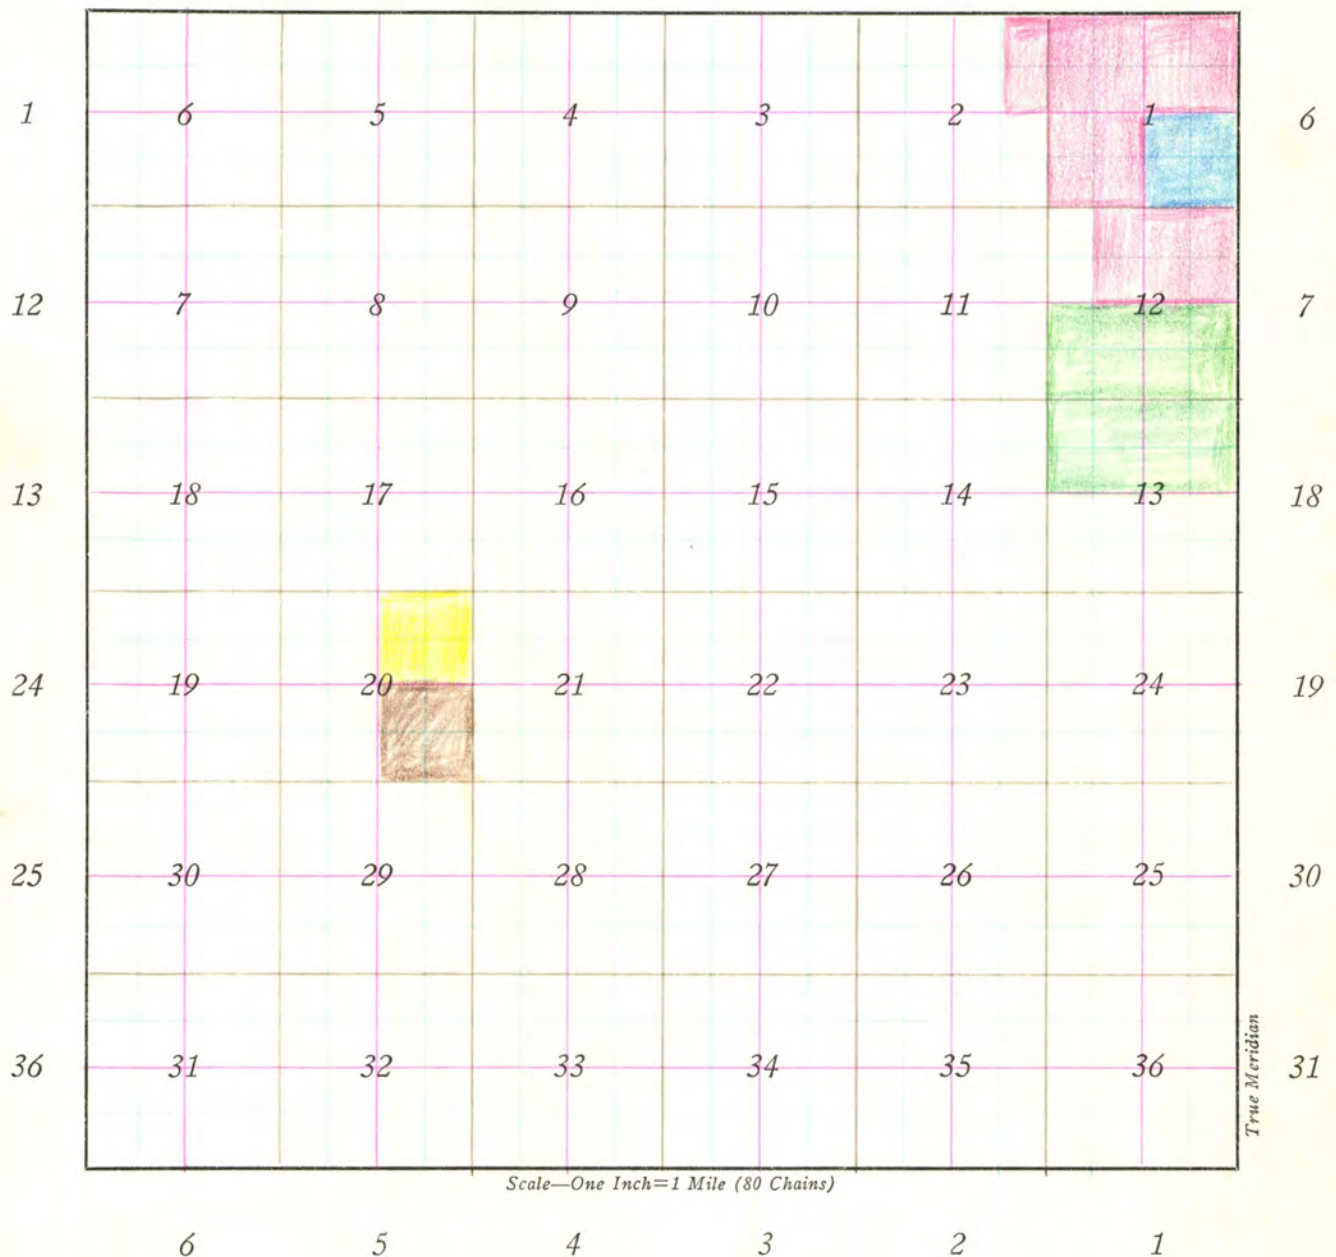 1 6 5 4 3 2 1 6
12 7 8 9 10 11 12 7
13 18 17 16 15 14 13 18
24 19 20 21 22 23 24 19
25 30 29 28 27 26 25 30
36 31 32 33 34 35 36 31
True Meridian
Scale—One Inch=1 Mile (80 Chains)
6 5 4 3 2 1